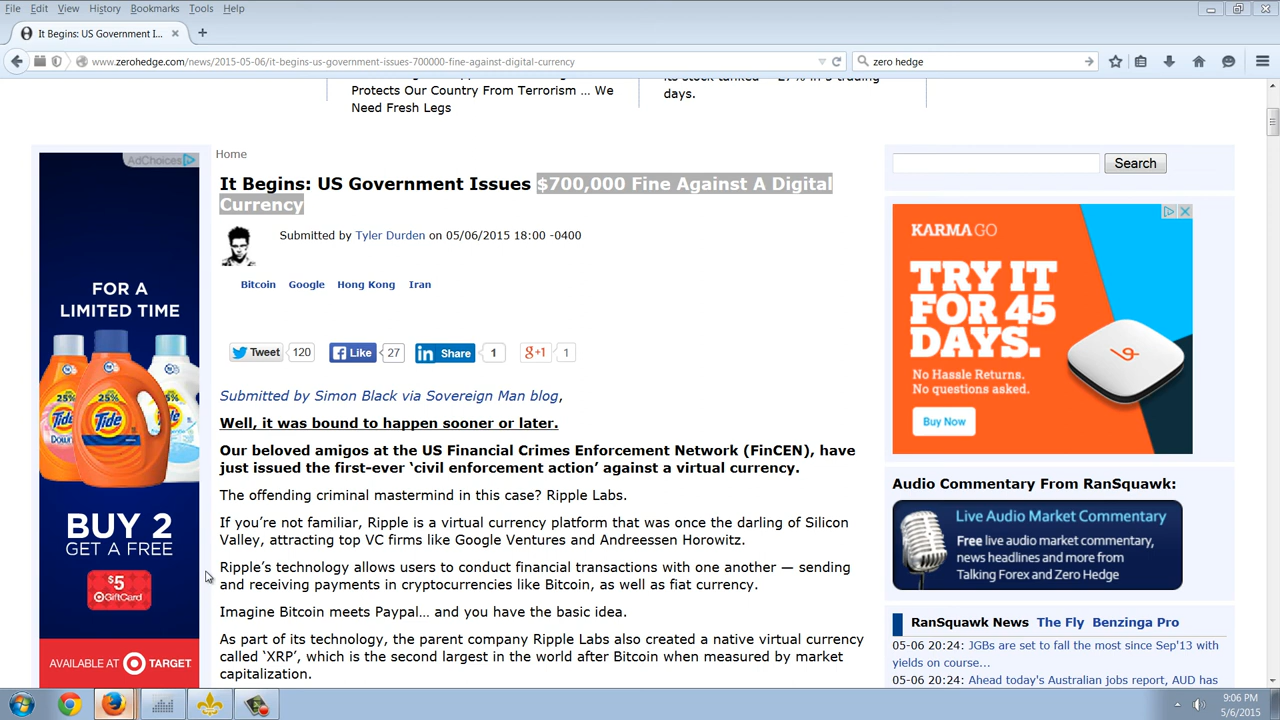 File Edit View History Bookmarks Tools Help
It Begins: US Government I...
www.zerohedge.com/news/2015-05-06/it-begins-us-government-issues-700000-fine-against-digital-currency
zero hedge
Protects Our Country From Terrorism … We
Need Fresh Legs
its stock tanked ~ 27% in 3 trading
days.
AdChoices
FOR A
LIMITED TIME
25%
25%
Tide
Tide
Downy
BUY 2
GET A FREE
$5
GiftCard
AVAILABLE AT TARGET
Home
It Begins: US Government Issues $700,000 Fine Against A Digital
Currency
Submitted by Tyler Durden on 05/06/2015 18:00 -0400
Bitcoin Google Hong Kong Iran
Tweet 120 Like 27 Share 1 g+1 1
Submitted by Simon Black via Sovereign Man blog,
Well, it was bound to happen sooner or later.
Our beloved amigos at the US Financial Crimes Enforcement Network (FinCEN), have
just issued the first-ever ‘civil enforcement action’ against a virtual currency.
The offending criminal mastermind in this case? Ripple Labs.
If you’re not familiar, Ripple is a virtual currency platform that was once the darling of Silicon
Valley, attracting top VC firms like Google Ventures and Andreessen Horowitz.
Ripple’s technology allows users to conduct financial transactions with one another — sending
and receiving payments in cryptocurrencies like Bitcoin, as well as fiat currency.
Imagine Bitcoin meets Paypal… and you have the basic idea.
As part of its technology, the parent company Ripple Labs also created a native virtual currency
called ‘XRP’, which is the second largest in the world after Bitcoin when measured by market
capitalization.
Search
KARMA GO
TRY IT
FOR 45
DAYS.
No Hassle Returns.
No questions asked.
Buy Now
Audio Commentary From RanSquawk:
Live Audio Market Commentary
Free live audio market commentary,
news headlines and more from
Talking Forex and Zero Hedge
RanSquawk News The Fly Benzinga Pro
05-06 20:24: JGBs are set to fall the most since Sep'13 with
yields on course…
05-06 20:24: Ahead today's Australian jobs report, AUD has
9:06 PM
5/6/2015